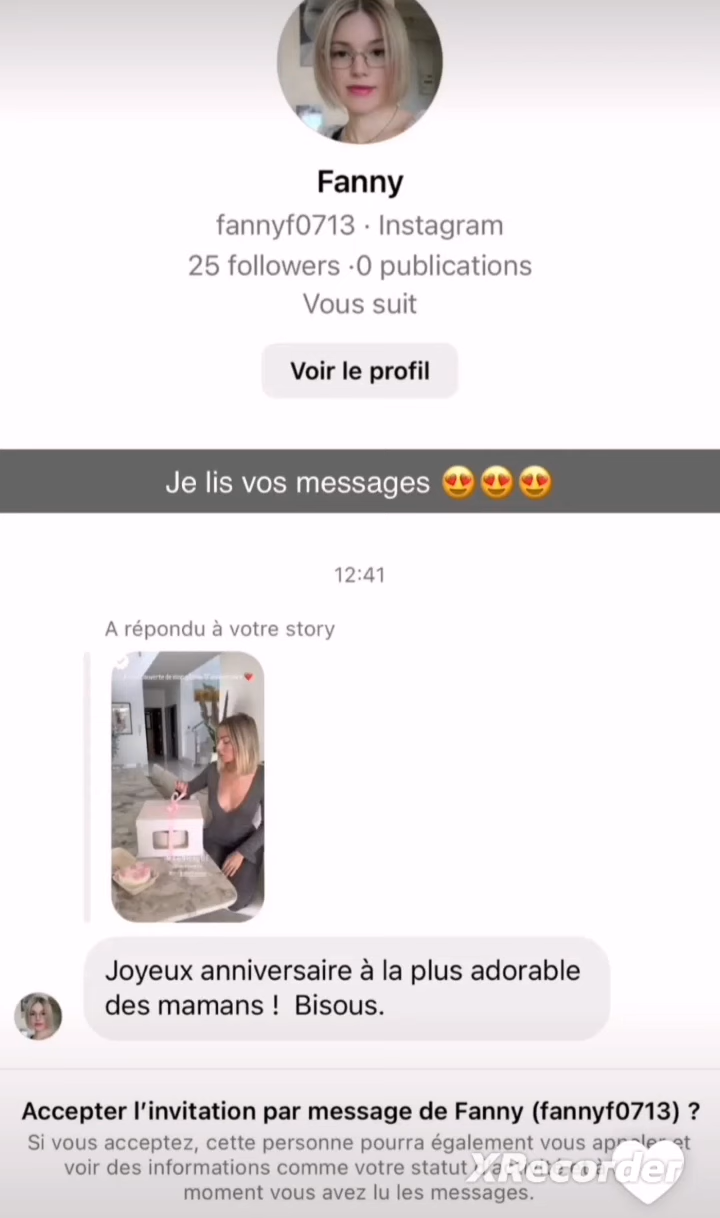 Fanny
fannyf0713 · Instagram
25 followers ·0 publications
Vous suit
Voir le profil
Je lis vos messages 😍😍😍
12:41
A répondu à votre story
Joyeux anniversaire à la plus adorable
des mamans ! Bisous.
Accepter l’invitation par message de Fanny (fannyf0713) ?
Si vous acceptez, cette personne pourra également vous appeler et
voir des informations comme votre statut
moment vous avez lu les messages.
XRecorder